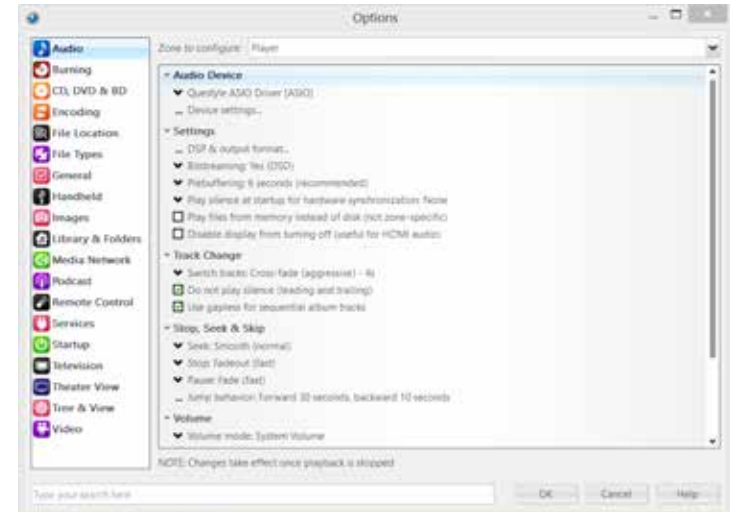 Options
Audio
Burning
CD, DVD & BD
Encoding
File Location
File Types
General
Handheld
Images
Library & Folders
Media Network
Podcast
Remote Control
Services
Startup
Television
Theater View
Tree & View
Video
Zone to configure: Player
Audio Device
Questyle ASIO Driver [ASIO]
Device settings...
Settings
DSP & output format...
Bitstreaming: Yes (DSD)
Prebuffering: 6 seconds (recommended)
Play silence at startup for hardware synchronization: None
Play files from memory instead of disk (not zone-specific)
Disable display from turning off (useful for HDMI audio)
Track Change
Switch tracks: Cross-fade (aggressive) - 4s
Do not play silence (leading and trailing)
Use gapless for sequential album tracks
Stop, Seek & Skip
Seek: Smooth (normal)
Stop: Fadeout (fast)
Pause: Fade (fast)
Jump behavior: Forward 30 seconds, backward 10 seconds
Volume
Volume mode: System Volume
NOTE: Changes take effect once playback is stopped
Type your search here
OK
Cancel
Help